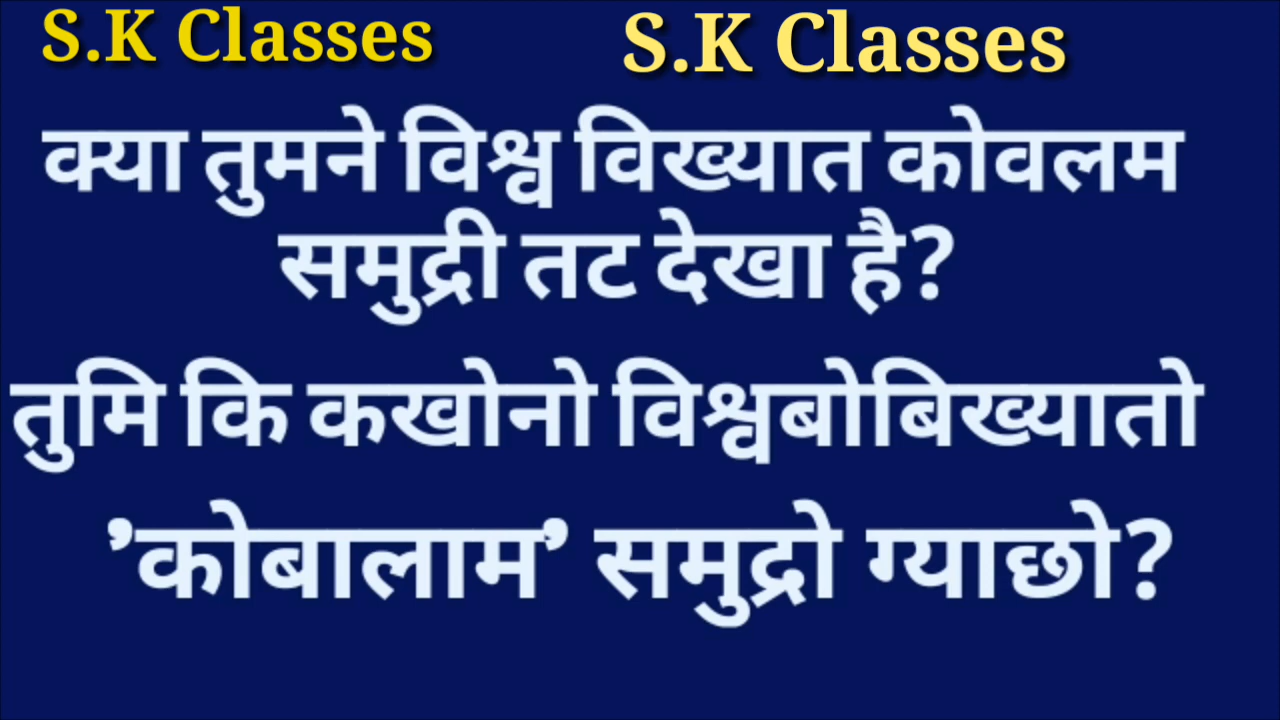 S.K Classes S.K Classes
क्या तुमने विश्व विख्यात कोवलम
समुद्री तट देखा है?
तुमि कि कखोनो विश्वबोबिख्यातो
’कोबालाम’ समुद्रो ग्याछो?